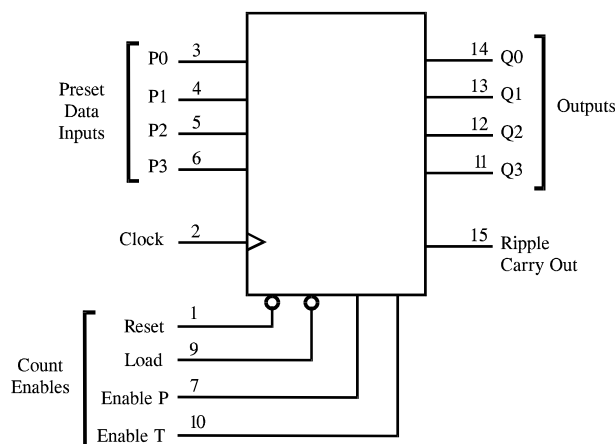 Preset
Data
Inputs
P0 3
P1 4
P2 5
P3 6
Clock 2
14 Q0
13 Q1
12 Q2
11 Q3
Outputs
15 Ripple
Carry Out
Count
Enables
Reset 1
Load 9
Enable P 7
Enable T 10